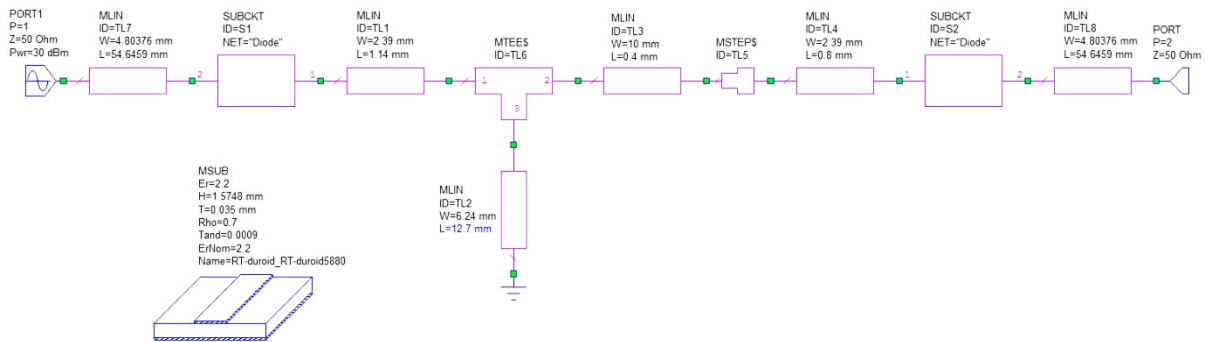 PORT1
P=1
Z=50 Ohm
Pwr=30 dBm
MLIN
ID=TL7
W=4.80376 mm
L=54.6459 mm
SUBCKT
ID=S1
NET="Diode"
2
1
MLIN
ID=TL1
W=2.39 mm
L=1.14 mm
MTEE$
ID=TL6
1
2
3
MLIN
ID=TL3
W=10 mm
L=0.4 mm
MSTEP$
ID=TL5
MLIN
ID=TL4
W=2.39 mm
L=0.8 mm
SUBCKT
ID=S2
NET="Diode"
1
2
MLIN
ID=TL8
W=4.80376 mm
L=54.6459 mm
PORT
P=2
Z=50 Ohm
MSUB
Er=2.2
H=1.5748 mm
T=0.035 mm
Rho=0.7
Tand=0.0009
ErNom=2.2
Name=RT-duroid_RT-duroid5880
MLIN
ID=TL2
W=6.24 mm
L=12.7 mm